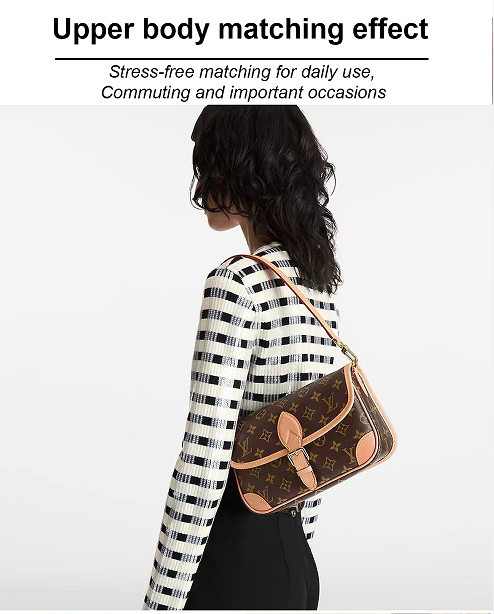 Upper body matching effect
Stress-free matching for daily use,
Commuting and important occasions